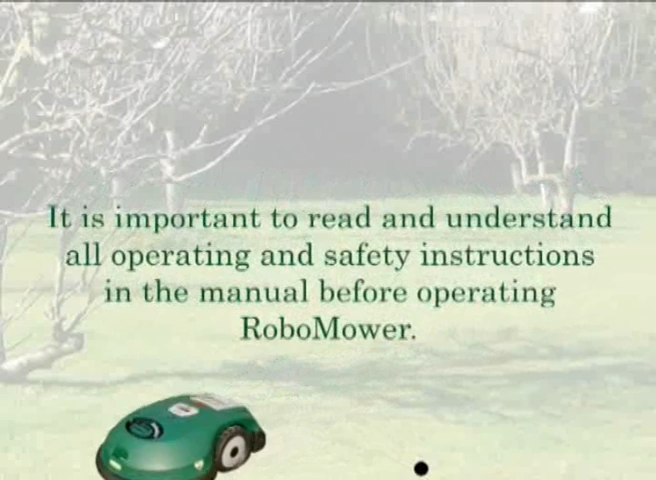 It is important to read and understand
all operating and safety instructions
in the manual before operating
RoboMower.